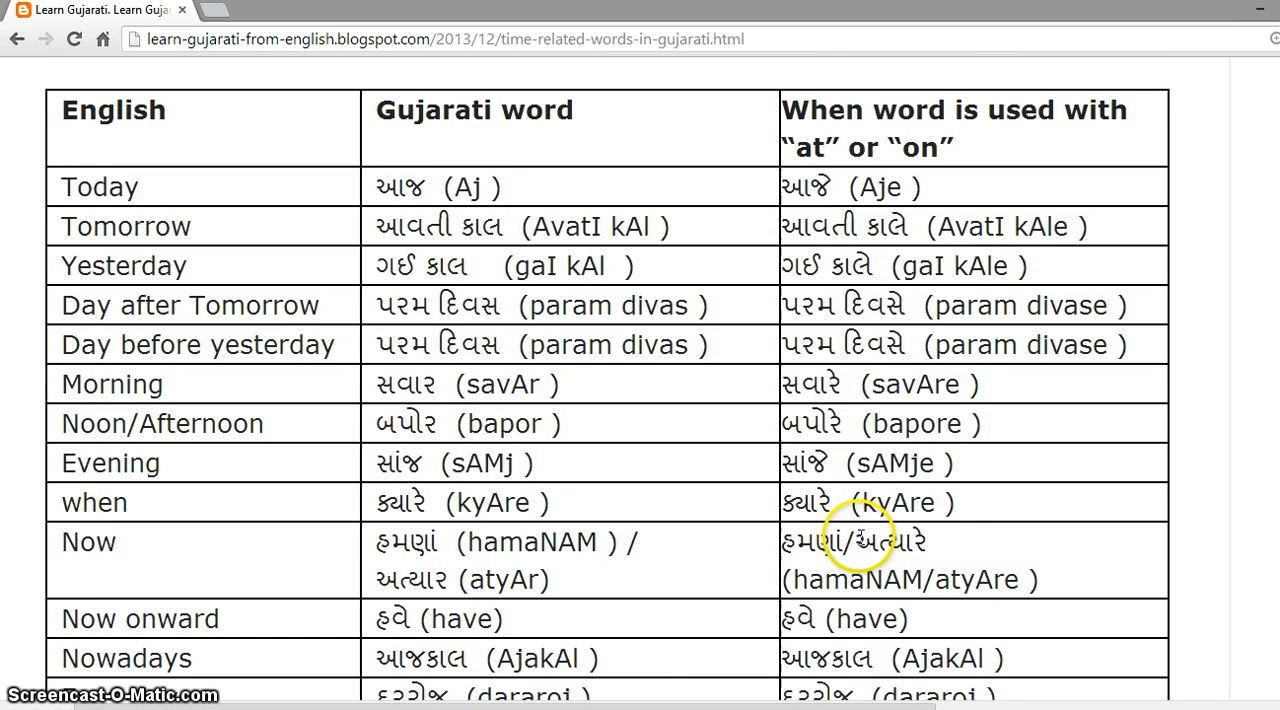 Learn Gujarati. Learn Guja
learn-gujarati-from-english.blogspot.com/2013/12/time-related-words-in-gujarati.html
English Gujarati word When word is used with
“at” or “on”
Today આજ (Aj ) આજે (Aje )
Tomorrow આવતી કાલ (AvatI kAl ) આવતી કાલે (AvatI kAle )
Yesterday ગઈ કાલ (gaI kAl ) ગઈ કાલે (gaI kAle )
Day after Tomorrow પરમ દિવસ (param divas ) પરમ દિવસે (param divase )
Day before yesterday પરમ દિવસ (param divas ) પરમ દિવસે (param divase )
Morning સવાર (savAr ) સવારે (savAre )
Noon/Afternoon બપોર (bapor ) બપોરે (bapore )
Evening સાંજ (sAMj ) સાંજે (sAMje )
when ક્યારે (kyAre ) ક્યારે (kyAre )
Now હમણાં (hamaNAM ) / હમણાં/અત્યારે
અત્યાર (atyAr) (hamaNAM/atyAre )
Now onward હવે (have) હવે (have)
Nowadays આજકાલ (AjakAl ) આજકાલ (AjakAl )
દરરોજ (dararoj ) દરરોજ (dararoj )
Screencast-O-Matic.com